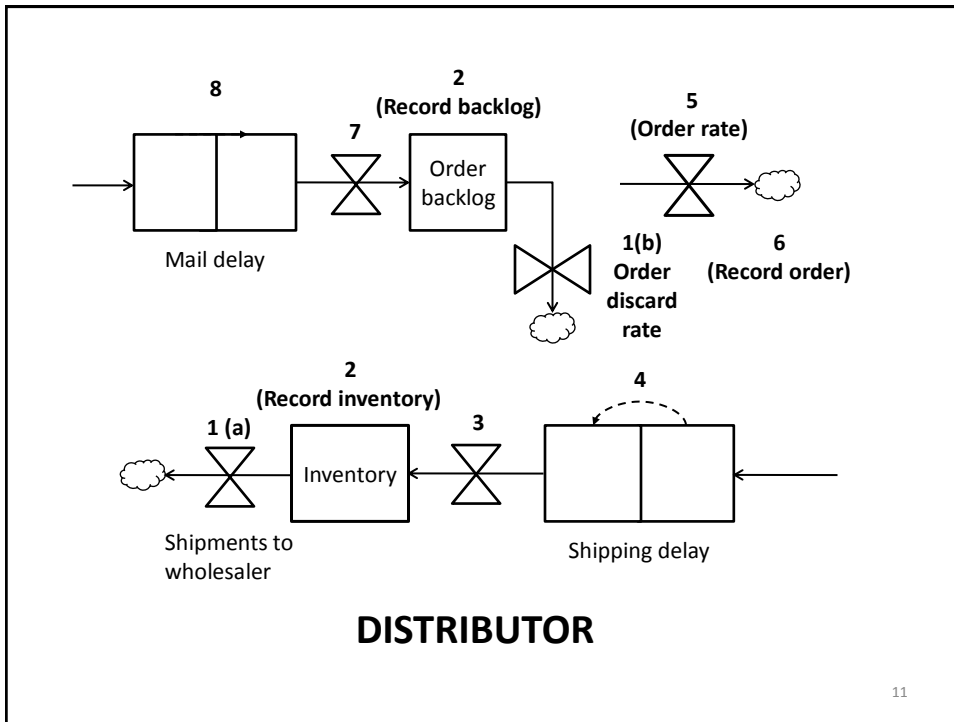 8
2
(Record backlog)
7
Order
backlog
5
(Order rate)
Mail delay
1(b)
Order
discard
rate
6
(Record order)
2
(Record inventory)
1 (a)
3
4
Inventory
Shipments to
wholesaler
Shipping delay
DISTRIBUTOR
11